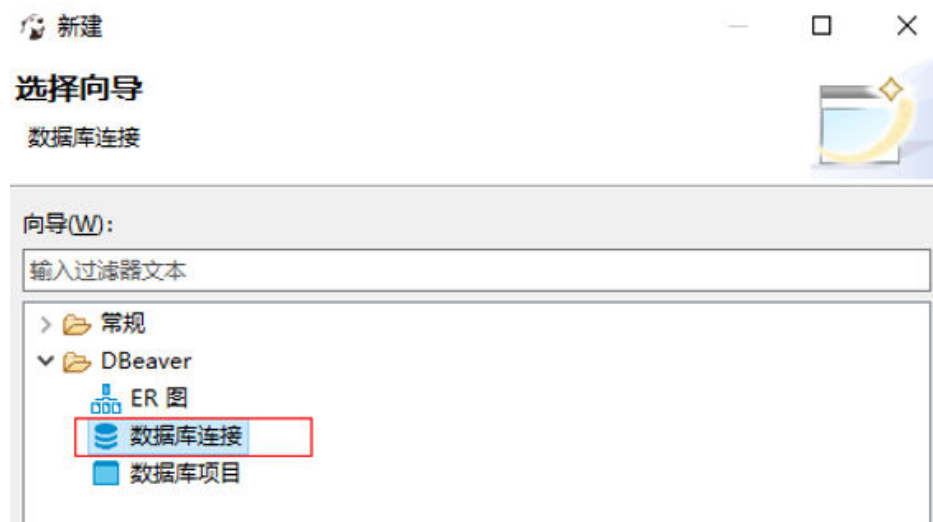 新建
选择向导
数据库连接
向导(W):
输入过滤器文本
常规
DBeaver
ER 图
数据库连接
数据库项目